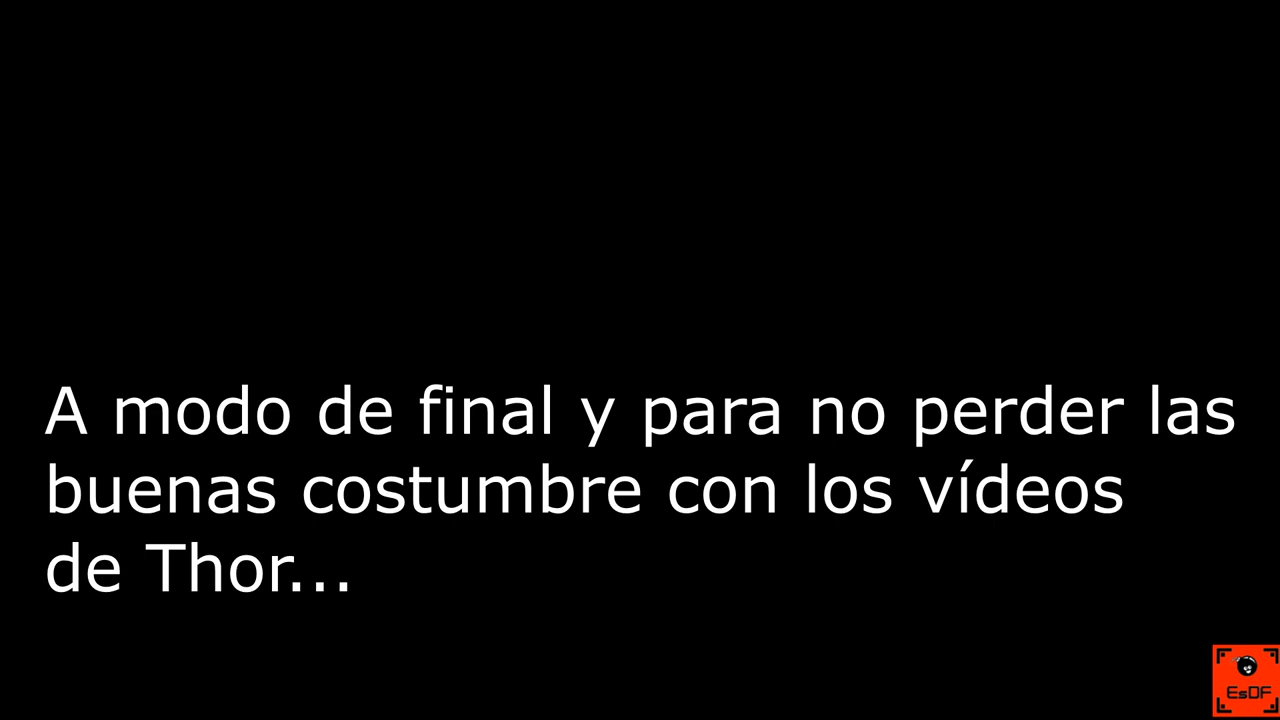 A modo de final y para no perder las
buenas costumbre con los vídeos
de Thor...
EsDF